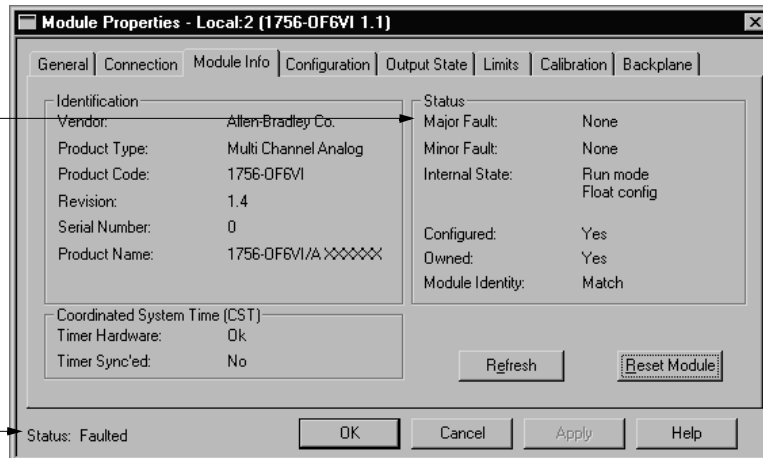 Module Properties - Local:2 (1756-OF6VI 1.1)
General Connection Module Info Configuration Output State Limits Calibration Backplane
Identification
Vendor: Allen-Bradley Co.
Product Type: Multi Channel Analog
Product Code: 1756-OF6VI
Revision: 1.4
Serial Number: 0
Product Name: 1756-OF6VI/A XXXXXX
Status
Major Fault: None
Minor Fault: None
Internal State: Run mode
Float config
Configured: Yes
Owned: Yes
Module Identity: Match
Coordinated System Time (CST)
Timer Hardware: Ok
Timer Sync'ed: No
Refresh
Reset Module
Status: Faulted
OK
Cancel
Apply
Help